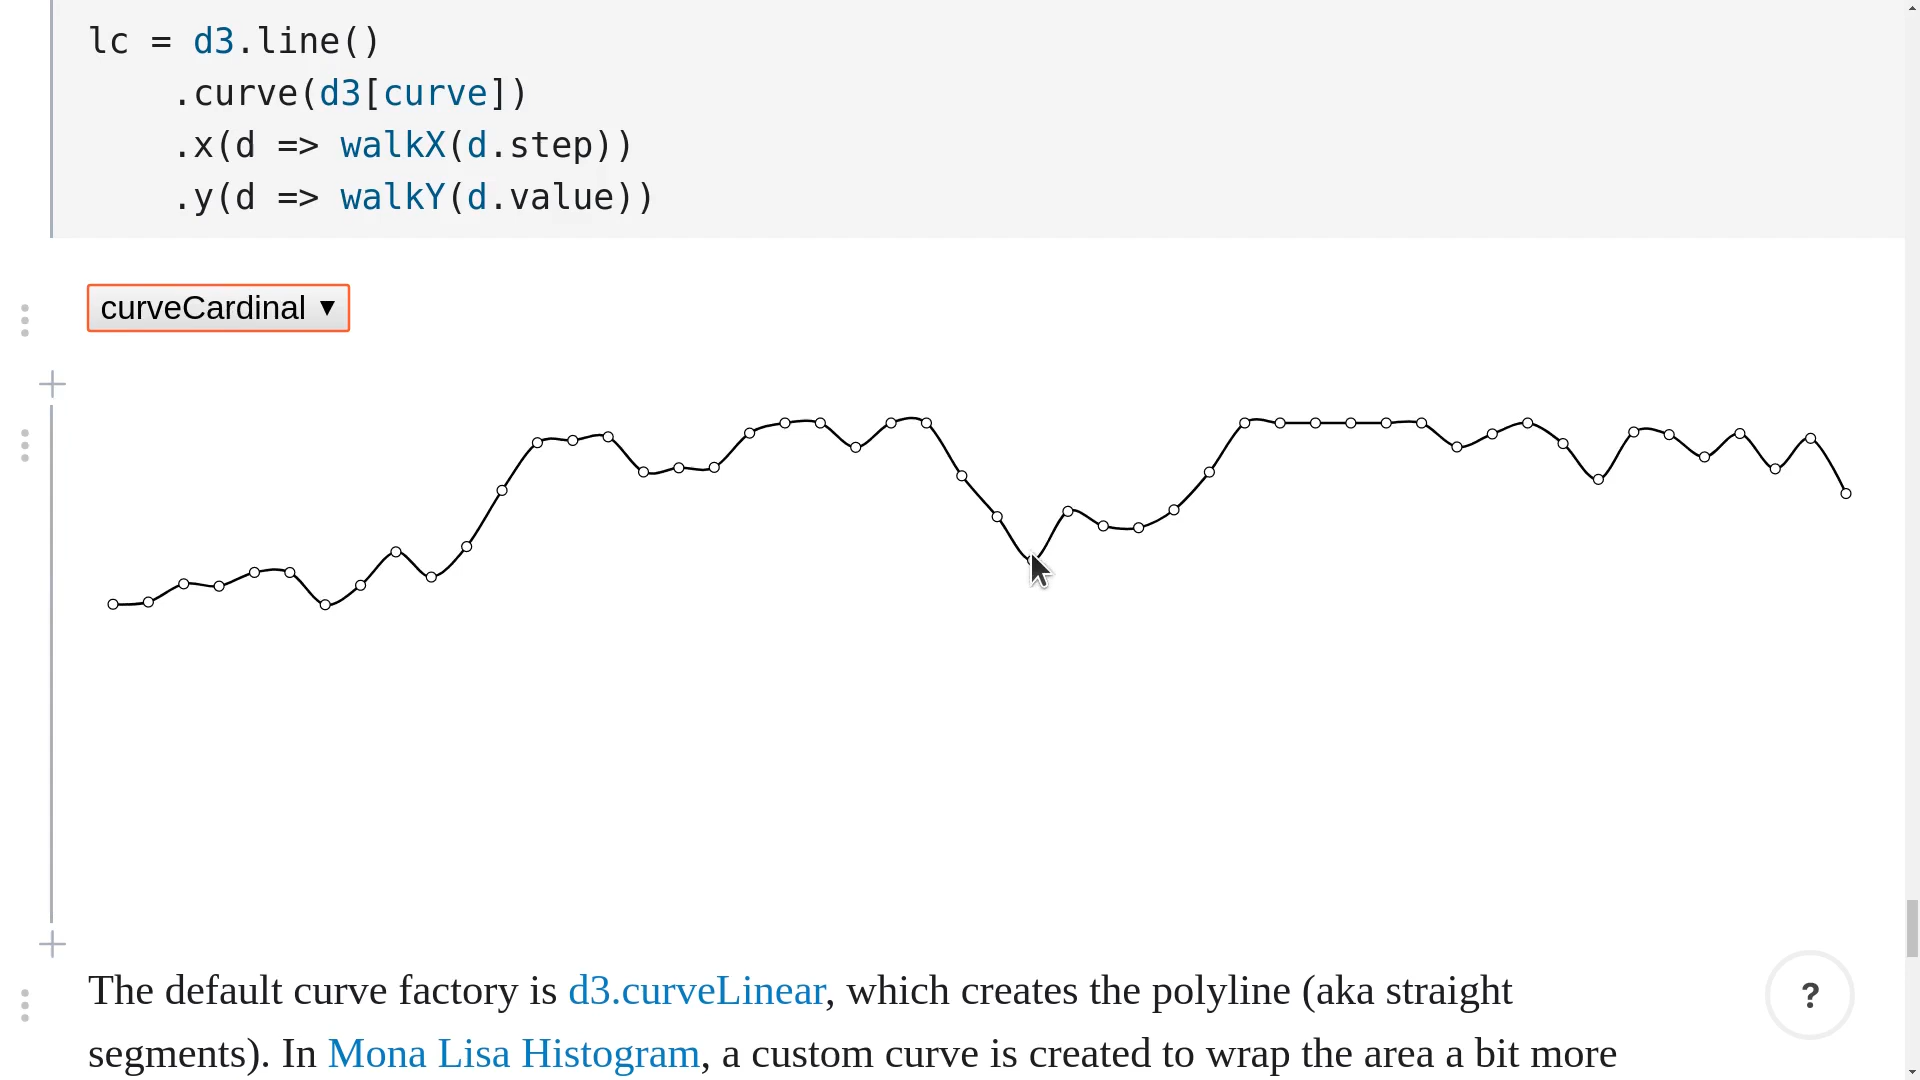 lc = d3.line()
.curve(d3[curve])
.x(d => walkX(d.step))
.y(d => walkY(d.value))
curveCardinal ▼
The default curve factory is d3.curveLinear, which creates the polyline (aka straight
segments). In Mona Lisa Histogram, a custom curve is created to wrap the area a bit more
?